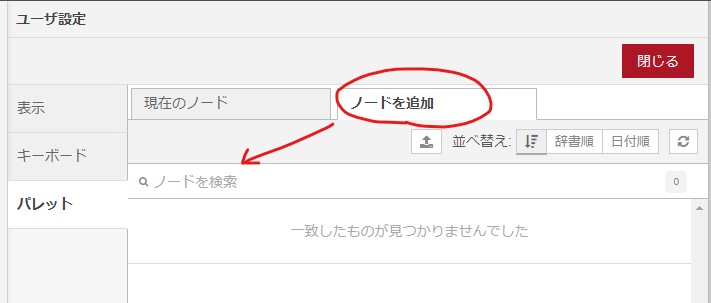 ユーザ設定
閉じる
表示
キーボード
パレット
現在のノード
ノードを追加
並べ替え: 辞書順 日付順
ノードを検索 0
一致したものが見つかりませんでした